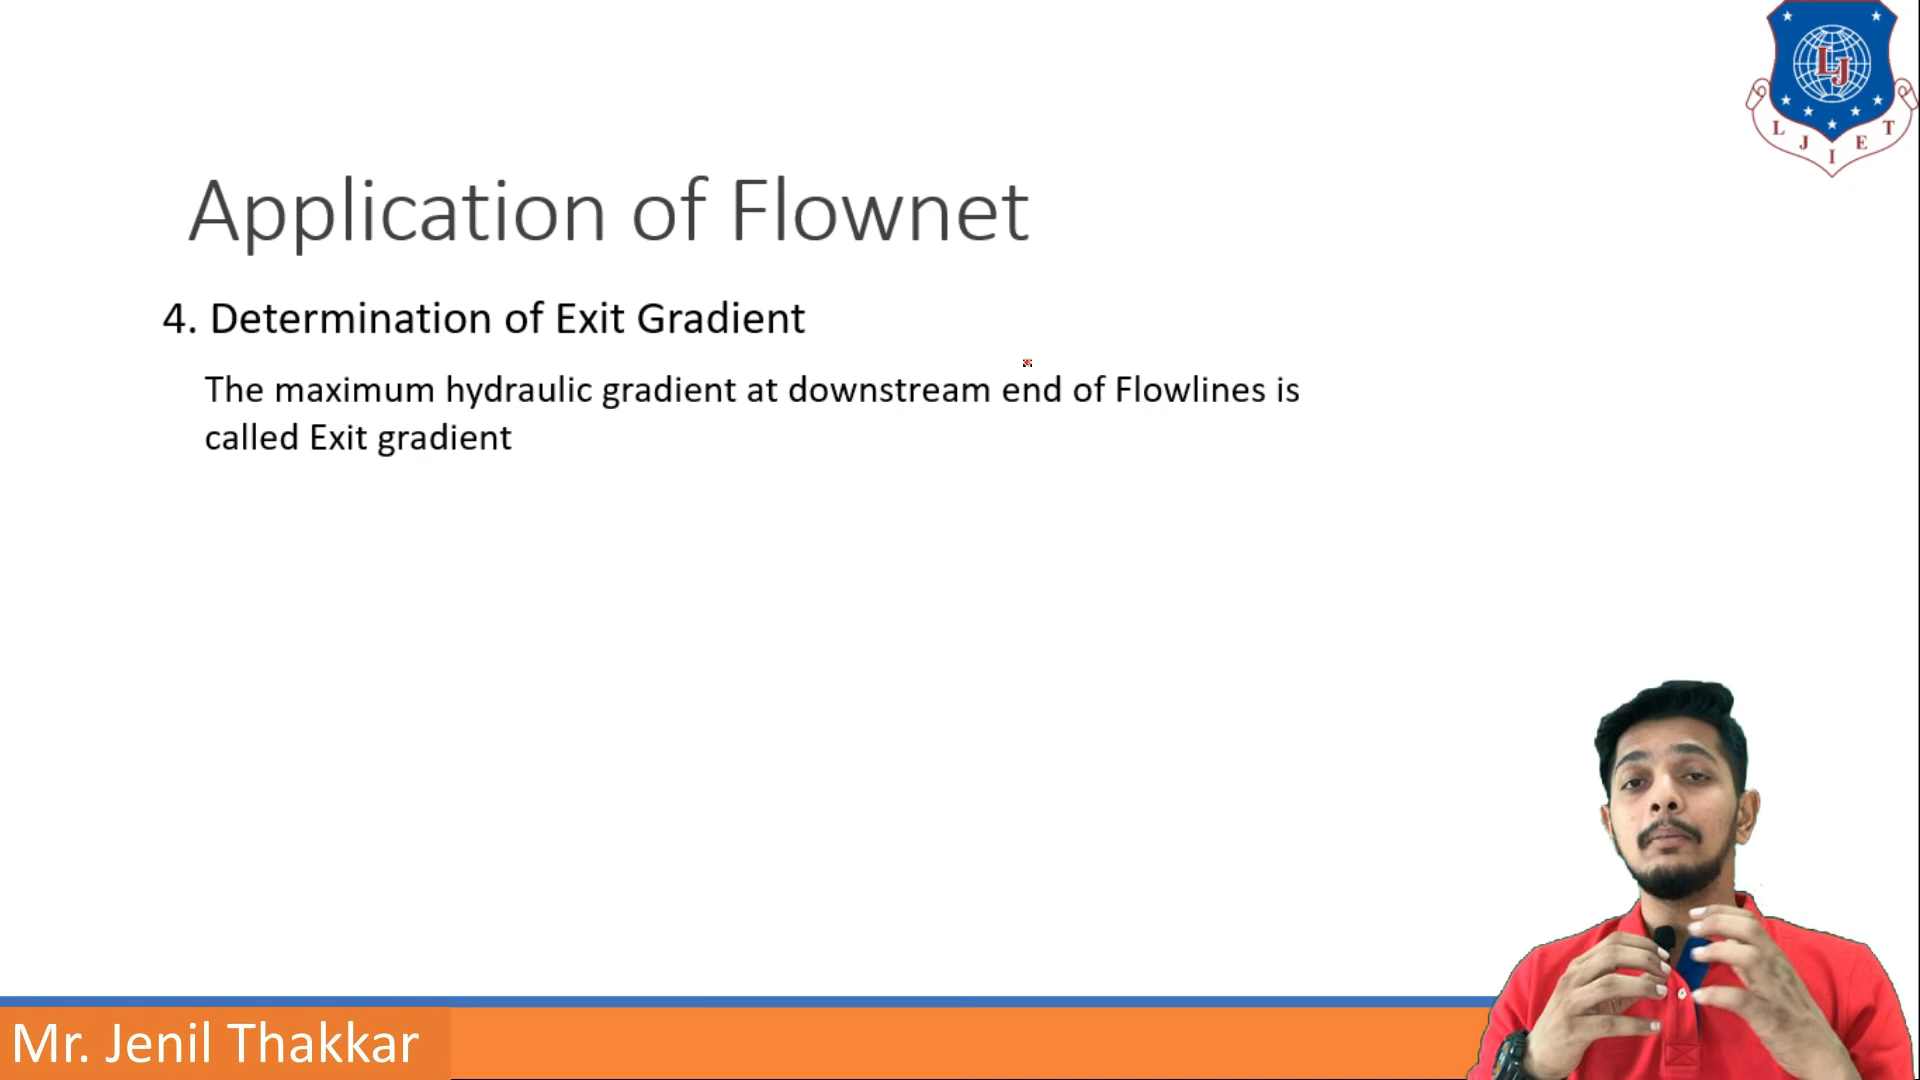 LJ
L J I E T
Application of Flownet
4. Determination of Exit Gradient
The maximum hydraulic gradient at downstream end of Flowlines is
called Exit gradient
Mr. Jenil Thakkar